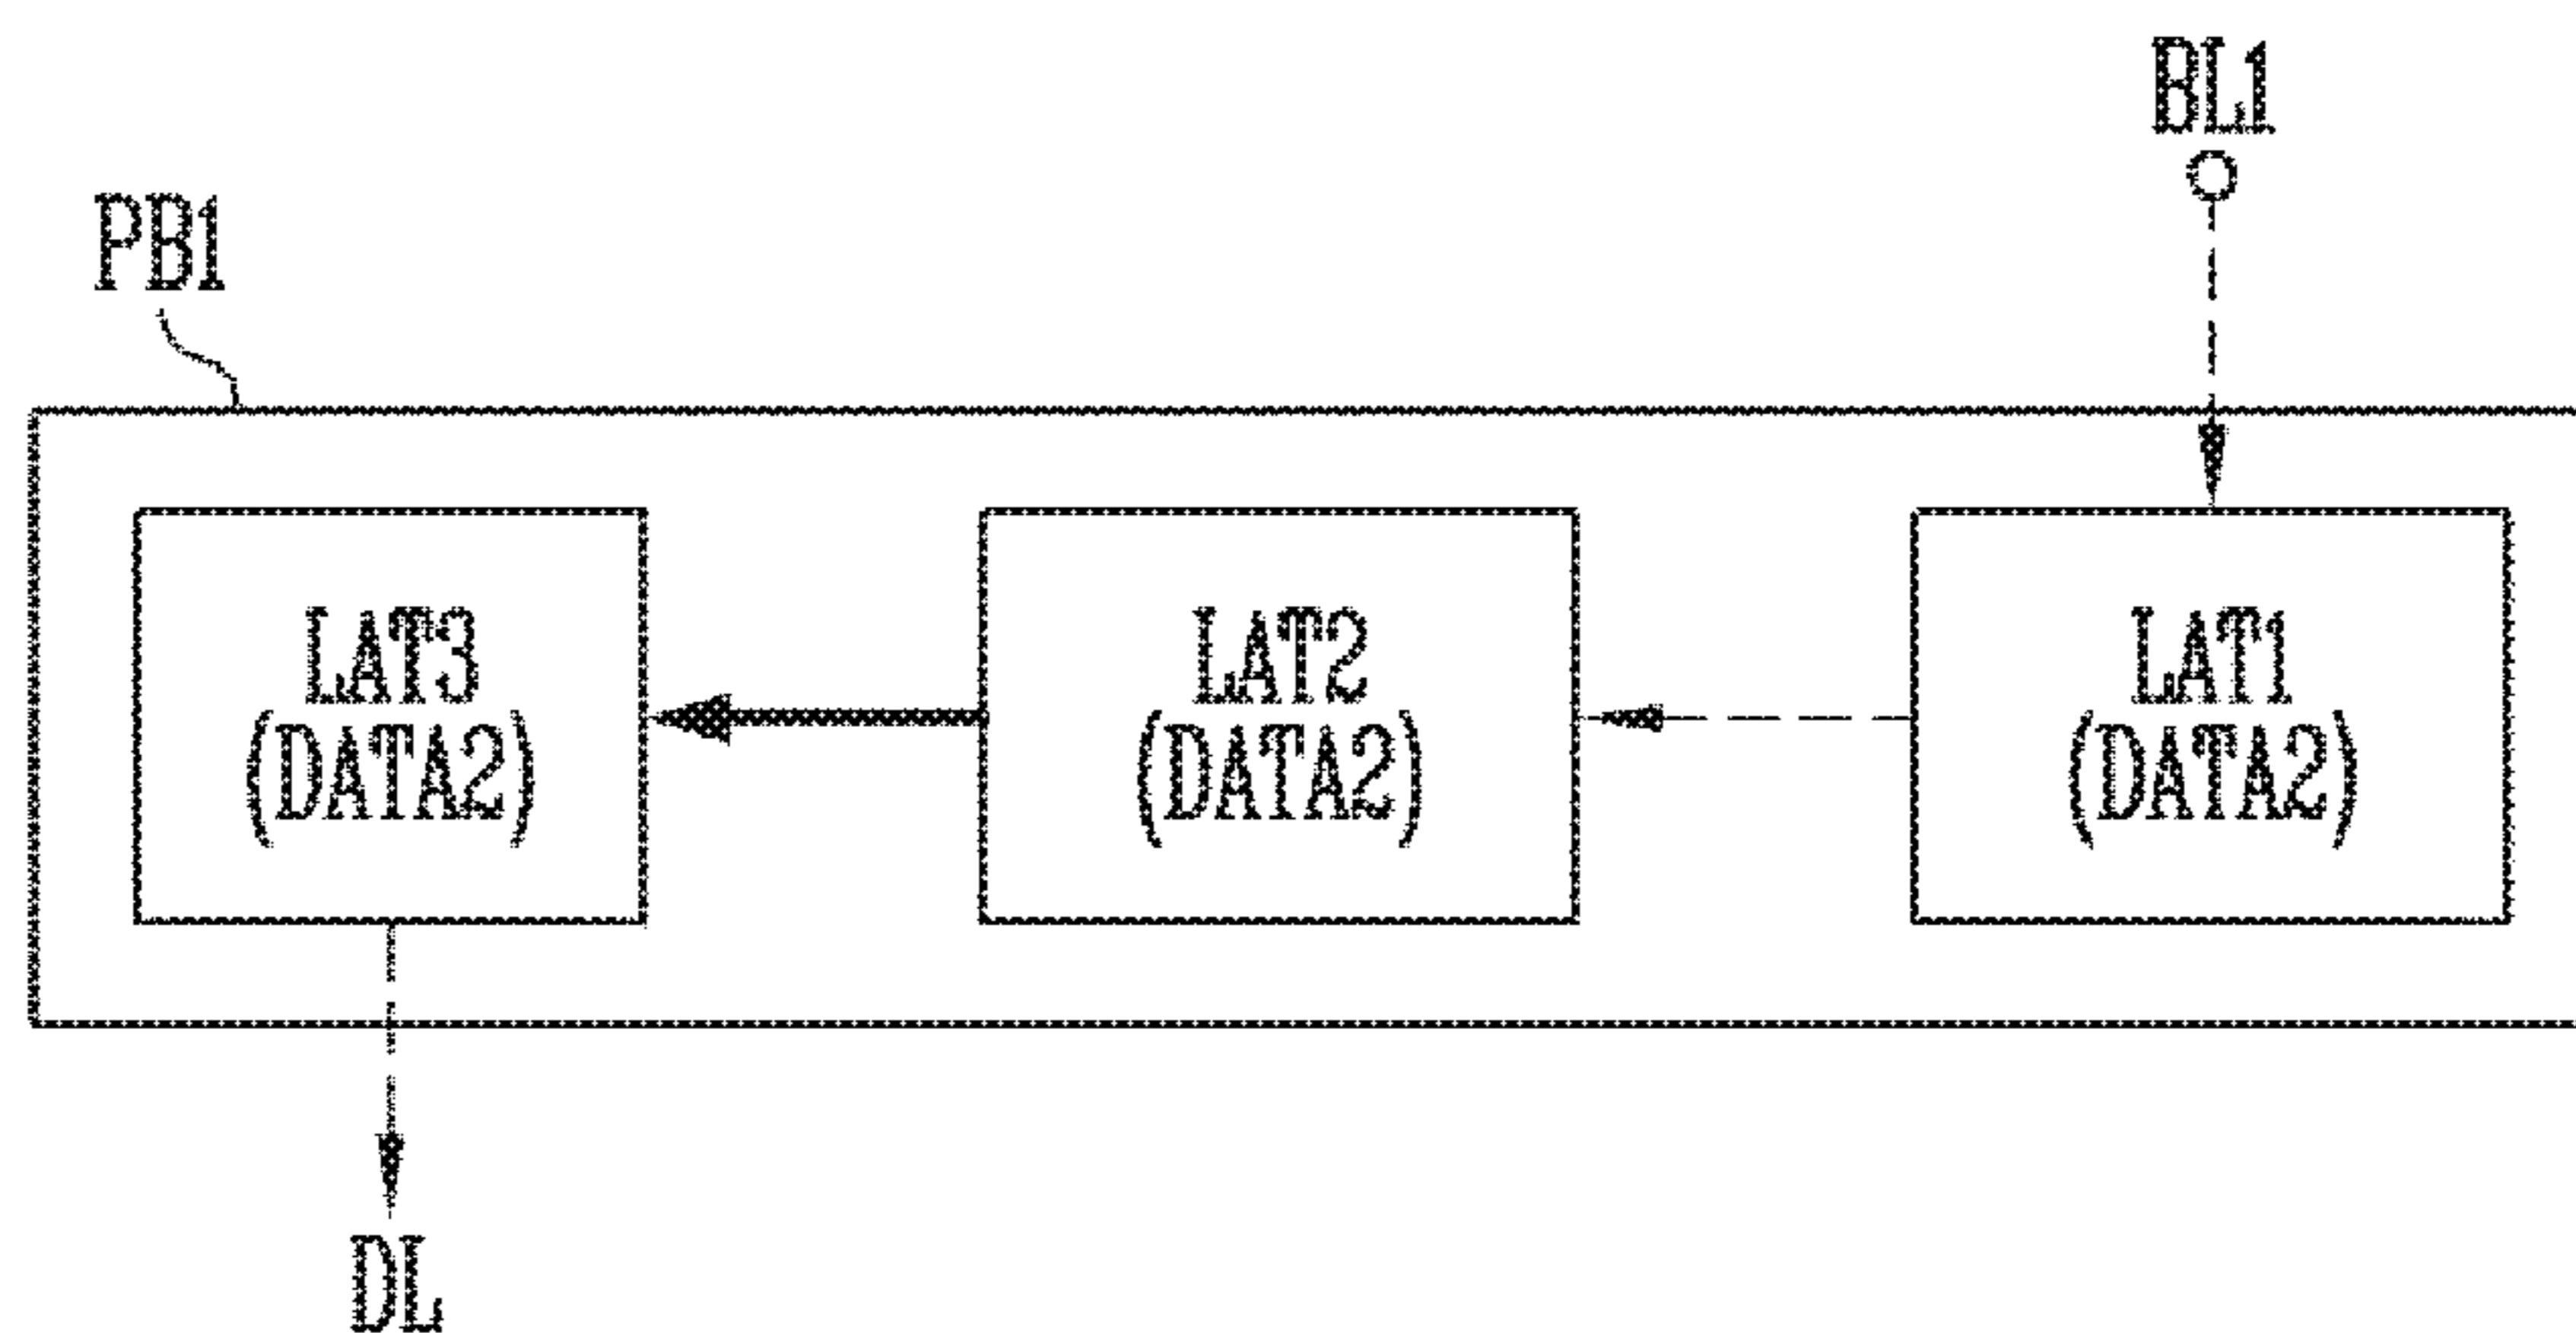 BL1
PB1
LAT3
(DATA2)
LAT2
(DATA2)
LAT1
(DATA2)
DL